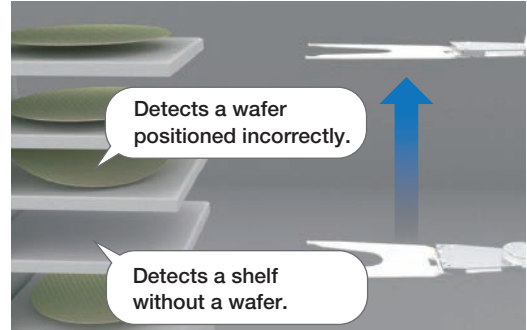 Detects a wafer
positioned incorrectly.
Detects a shelf
without a wafer.